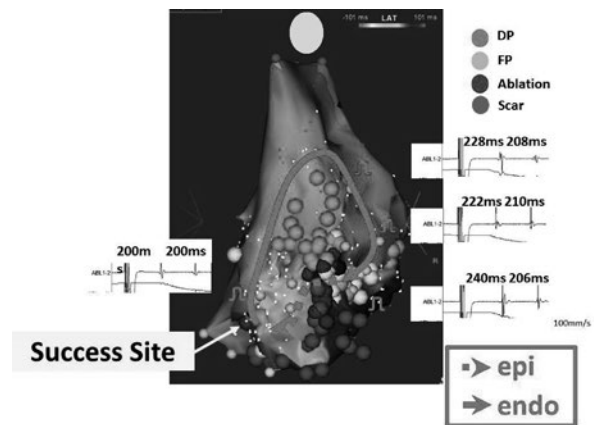 -101 ms LAT 101 ms
DP
FP
Ablation
Scar
228ms 208ms
ABL1-2
222ms 210ms
ABL1-2
200m
s
200ms
ABL1-2
240ms 206ms
ABL1-2
100mm/s
Success Site
epi
endo